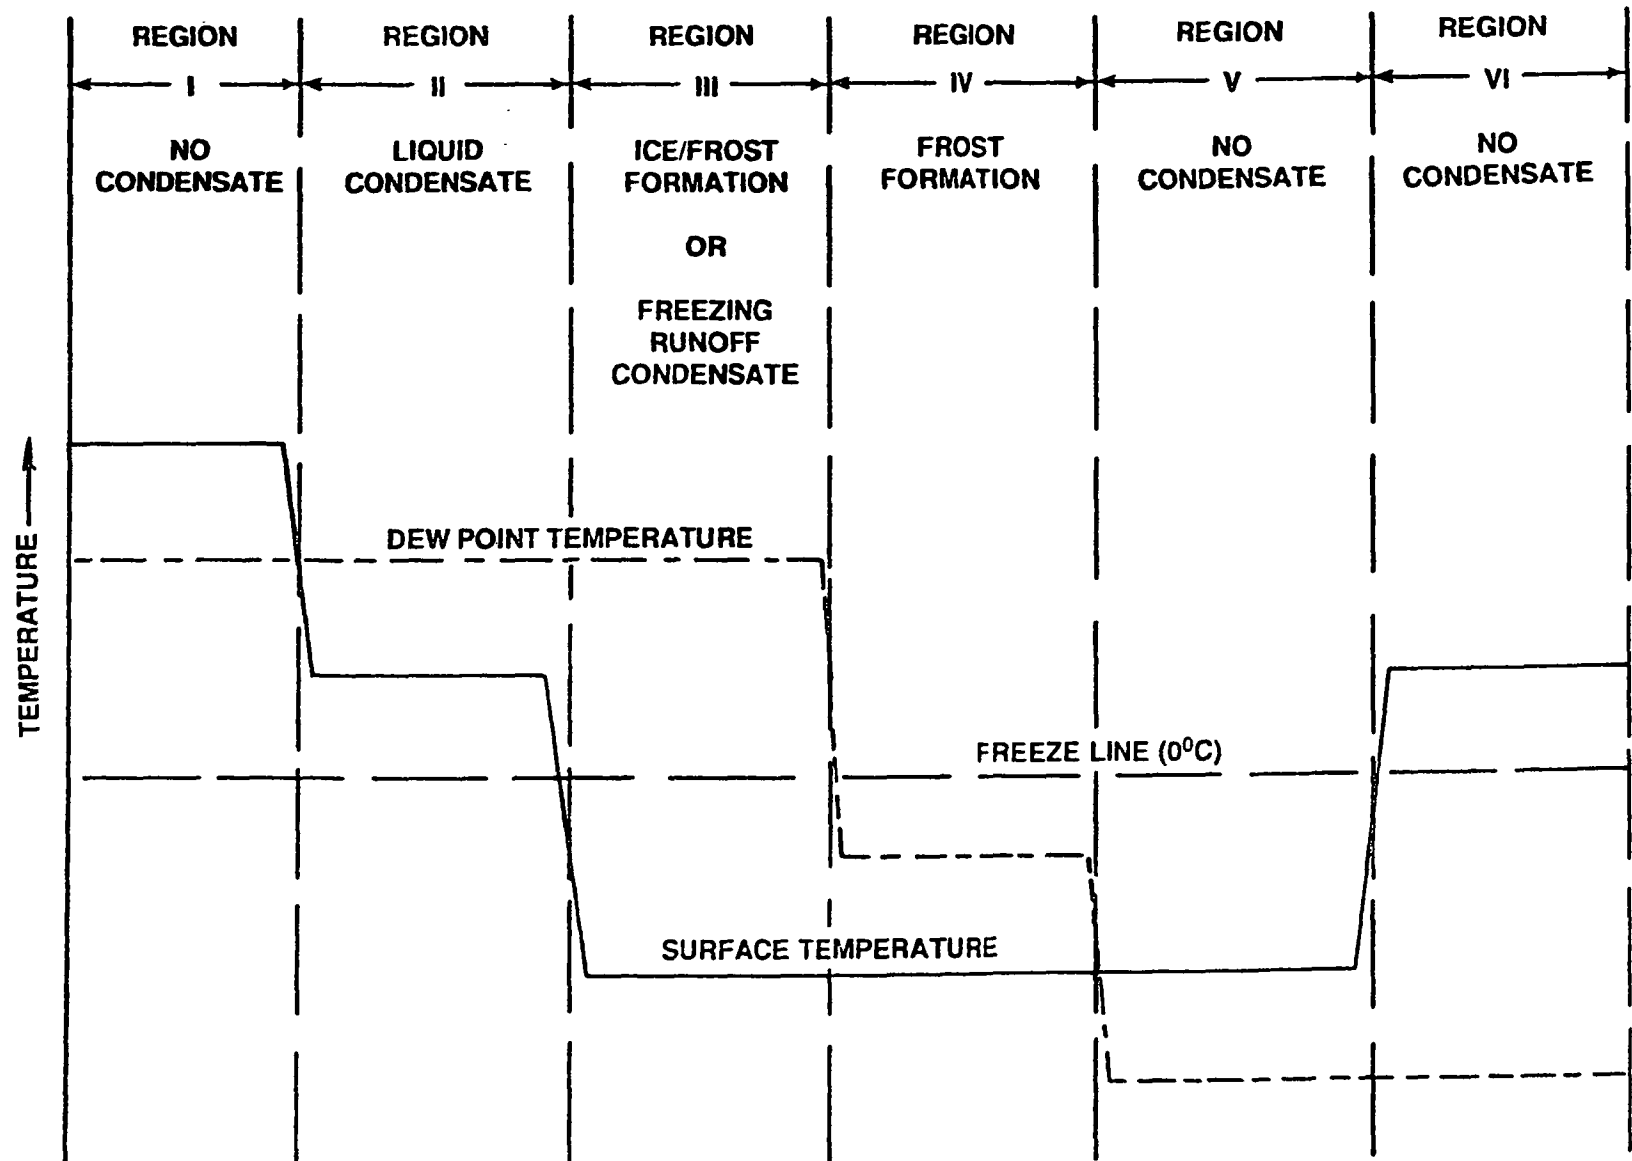 REGION REGION REGION REGION REGION REGION
I II III IV V VI
NO
CONDENSATE
LIQUID
CONDENSATE
ICE/FROST
FORMATION
OR
FREEZING
RUNOFF
CONDENSATE
FROST
FORMATION
NO
CONDENSATE
NO
CONDENSATE
TEMPERATURE
DEW POINT TEMPERATURE
FREEZE LINE (0⁰C)
SURFACE TEMPERATURE